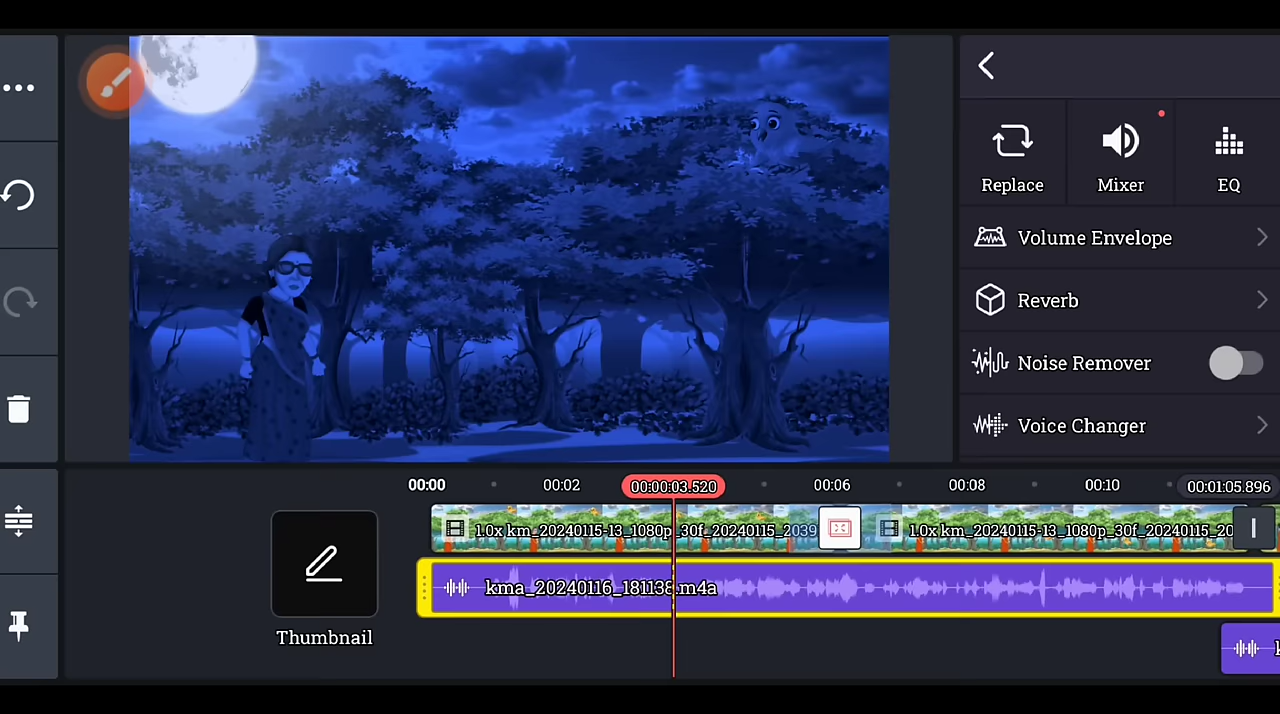 Replace
Mixer
EQ
Volume Envelope
Reverb
Noise Remover
Voice Changer
00:00
00:02
00:00:03.520
00:06
00:08
00:10
00:01:05.896
1.0x km_20240115-13_1080p_30f_20240115_2039
1.0x km_20240115-13_1080p_30f_20240115_20
kma_20240116_181138.m4a
Thumbnail